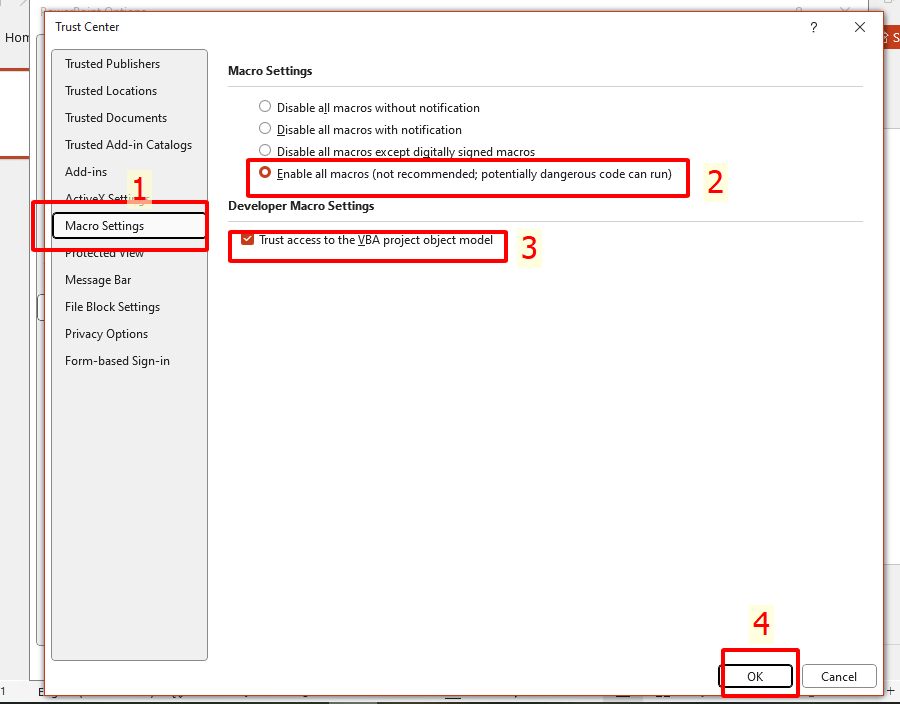 PowerPoint Options
Trust Center
?
Hom
Trusted Publishers
Trusted Locations
Trusted Documents
Trusted Add-in Catalogs
Add-ins
ActiveX Settings
Macro Settings
Protected View
Message Bar
File Block Settings
Privacy Options
Form-based Sign-in
1
Macro Settings
Disable all macros without notification
Disable all macros with notification
Disable all macros except digitally signed macros
Enable all macros (not recommended; potentially dangerous code can run)
2
Developer Macro Settings
Trust access to the VBA project object model
3
4
OK
Cancel
S
1